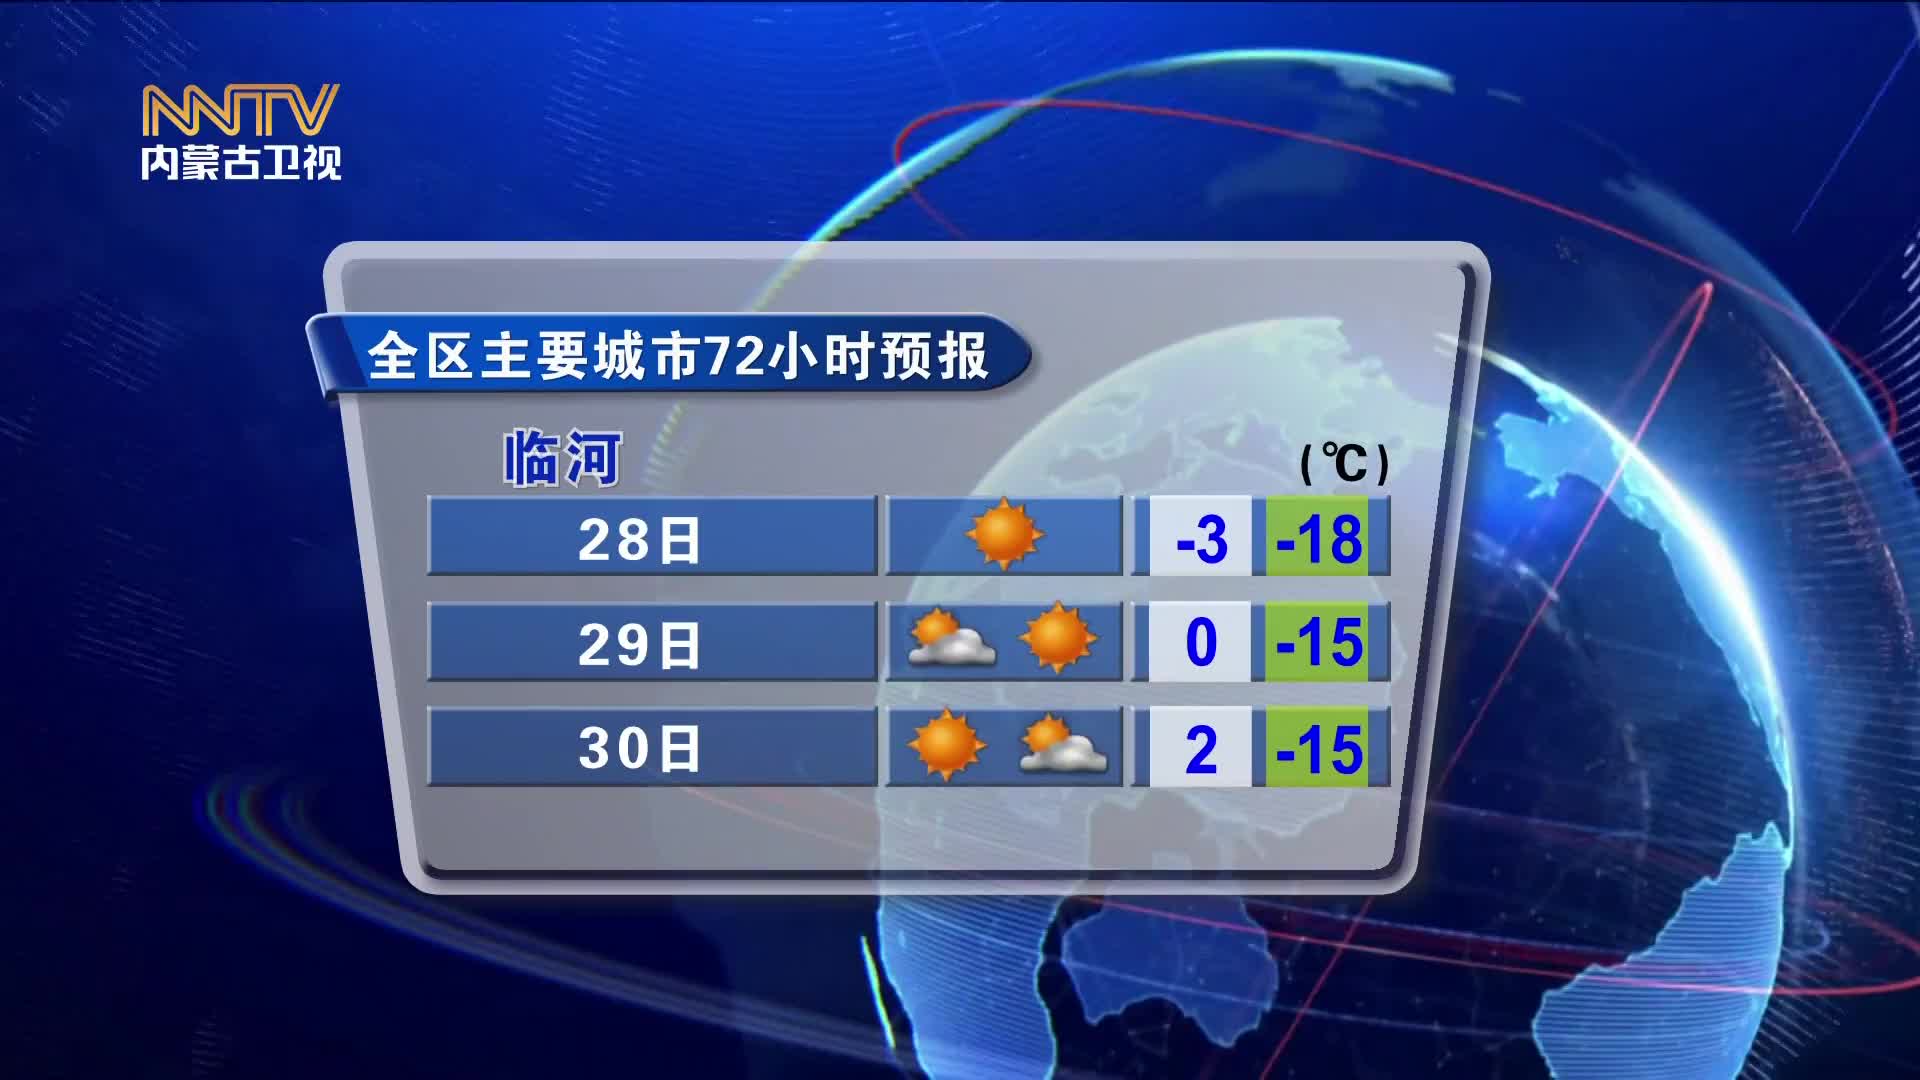 NNTV
内蒙古卫视
全区主要城市72小时预报
临河 (℃)
28日 -3 -18
29日 0 -15
30日 2 -15